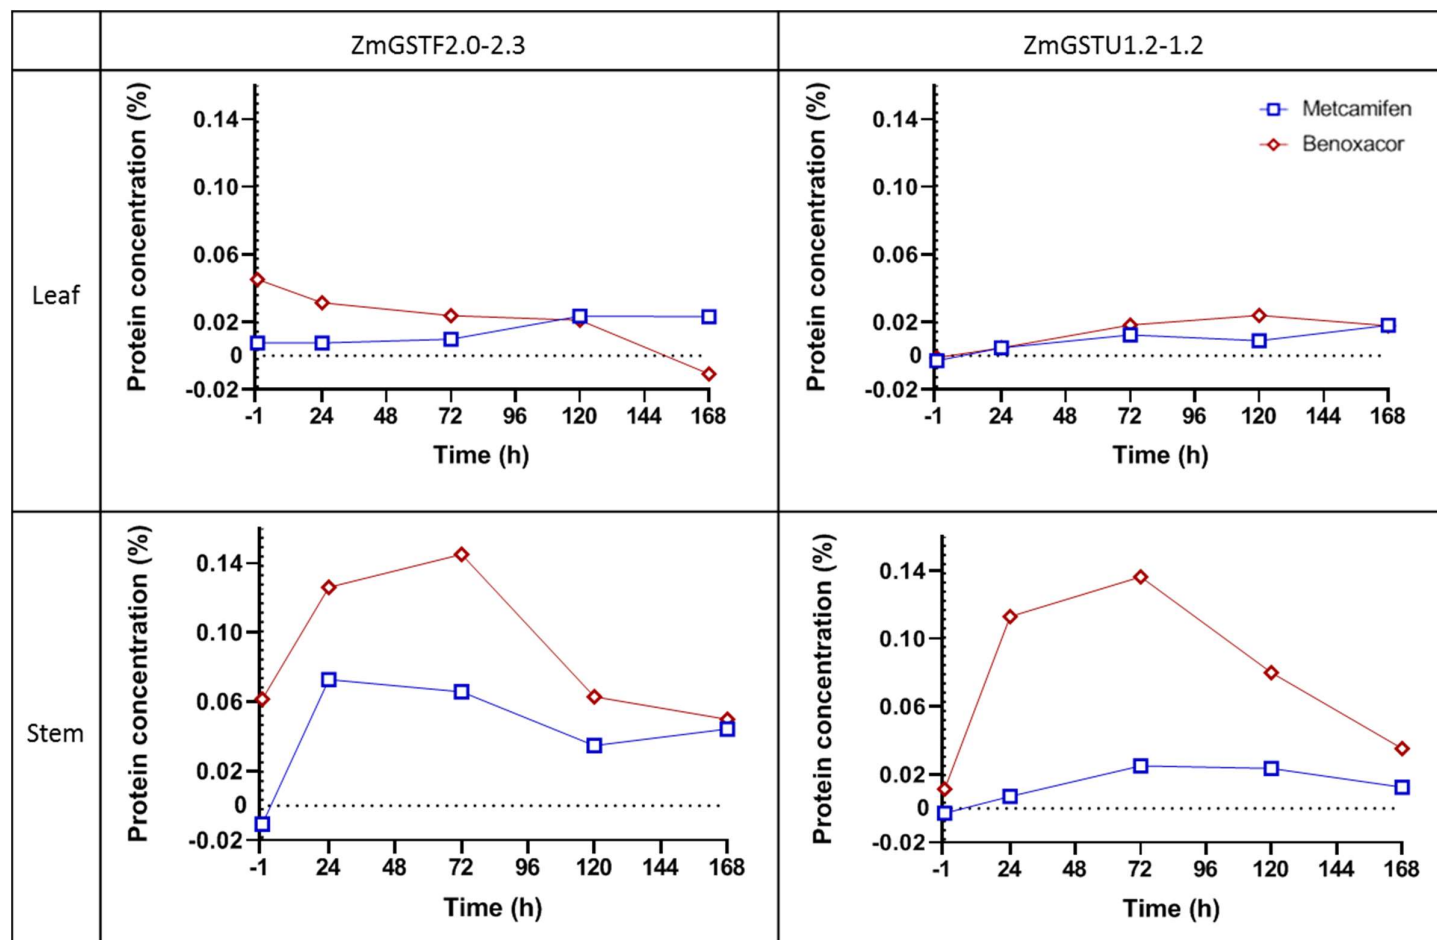 ZmGSTF2.0-2.3
ZmGSTU1.2-1.2
Leaf
Protein concentration (%)
0.14
0.10
0.06
0.02
0
-0.02
-1 24 48 72 96 120 144 168
Time (h)
Protein concentration (%)
0.14
0.10
0.06
0.02
0
-0.02
-1 24 48 72 96 120 144 168
Time (h)
Metcamifen
Benoxacor
Stem
Protein concentration (%)
0.14
0.10
0.06
0.02
0
-0.02
-1 24 48 72 96 120 144 168
Time (h)
Protein concentration (%)
0.14
0.10
0.06
0.02
0
-0.02
-1 24 48 72 96 120 144 168
Time (h)